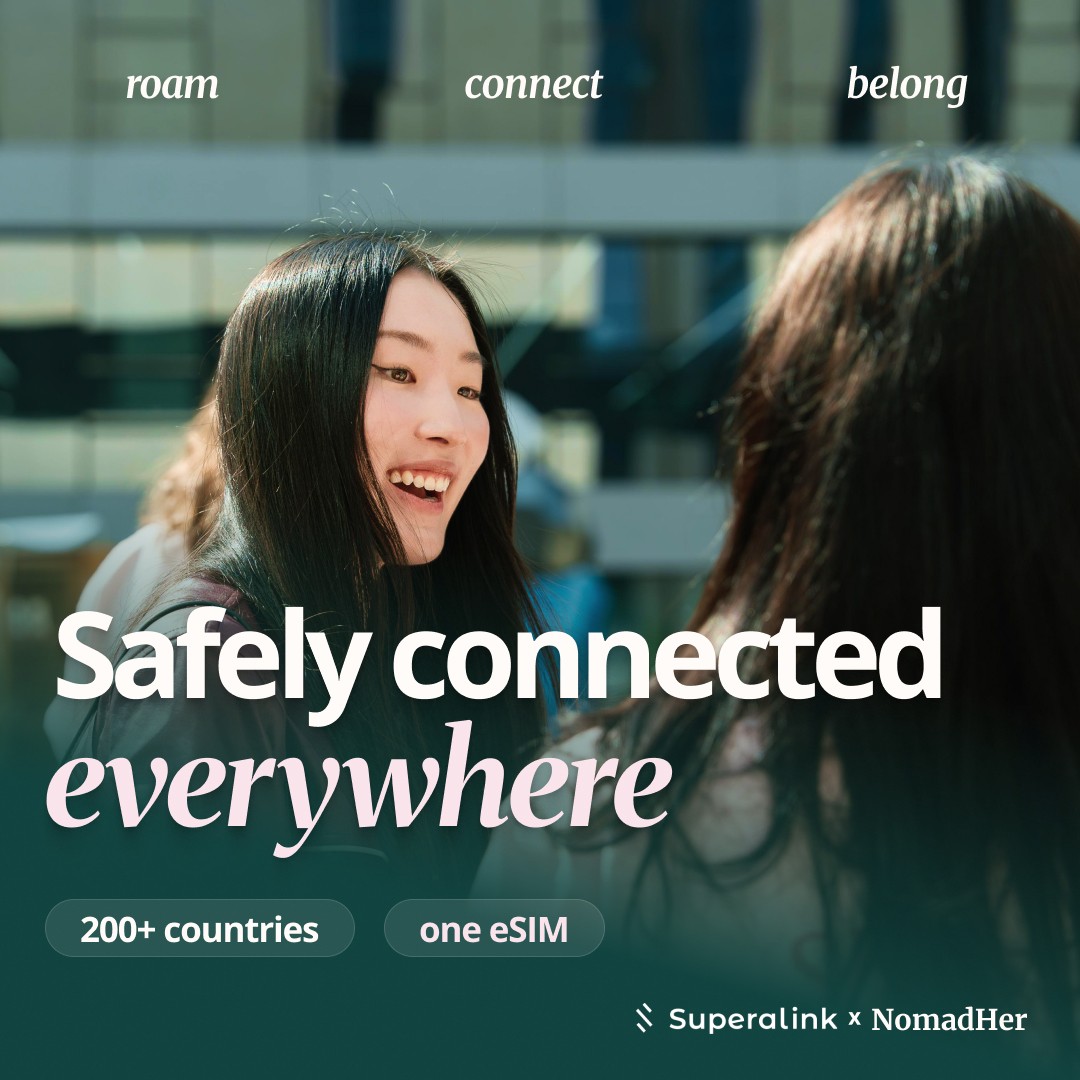 roam connect belong
Safely connected
everywhere
200+ countries one eSIM
Superalink x NomadHer